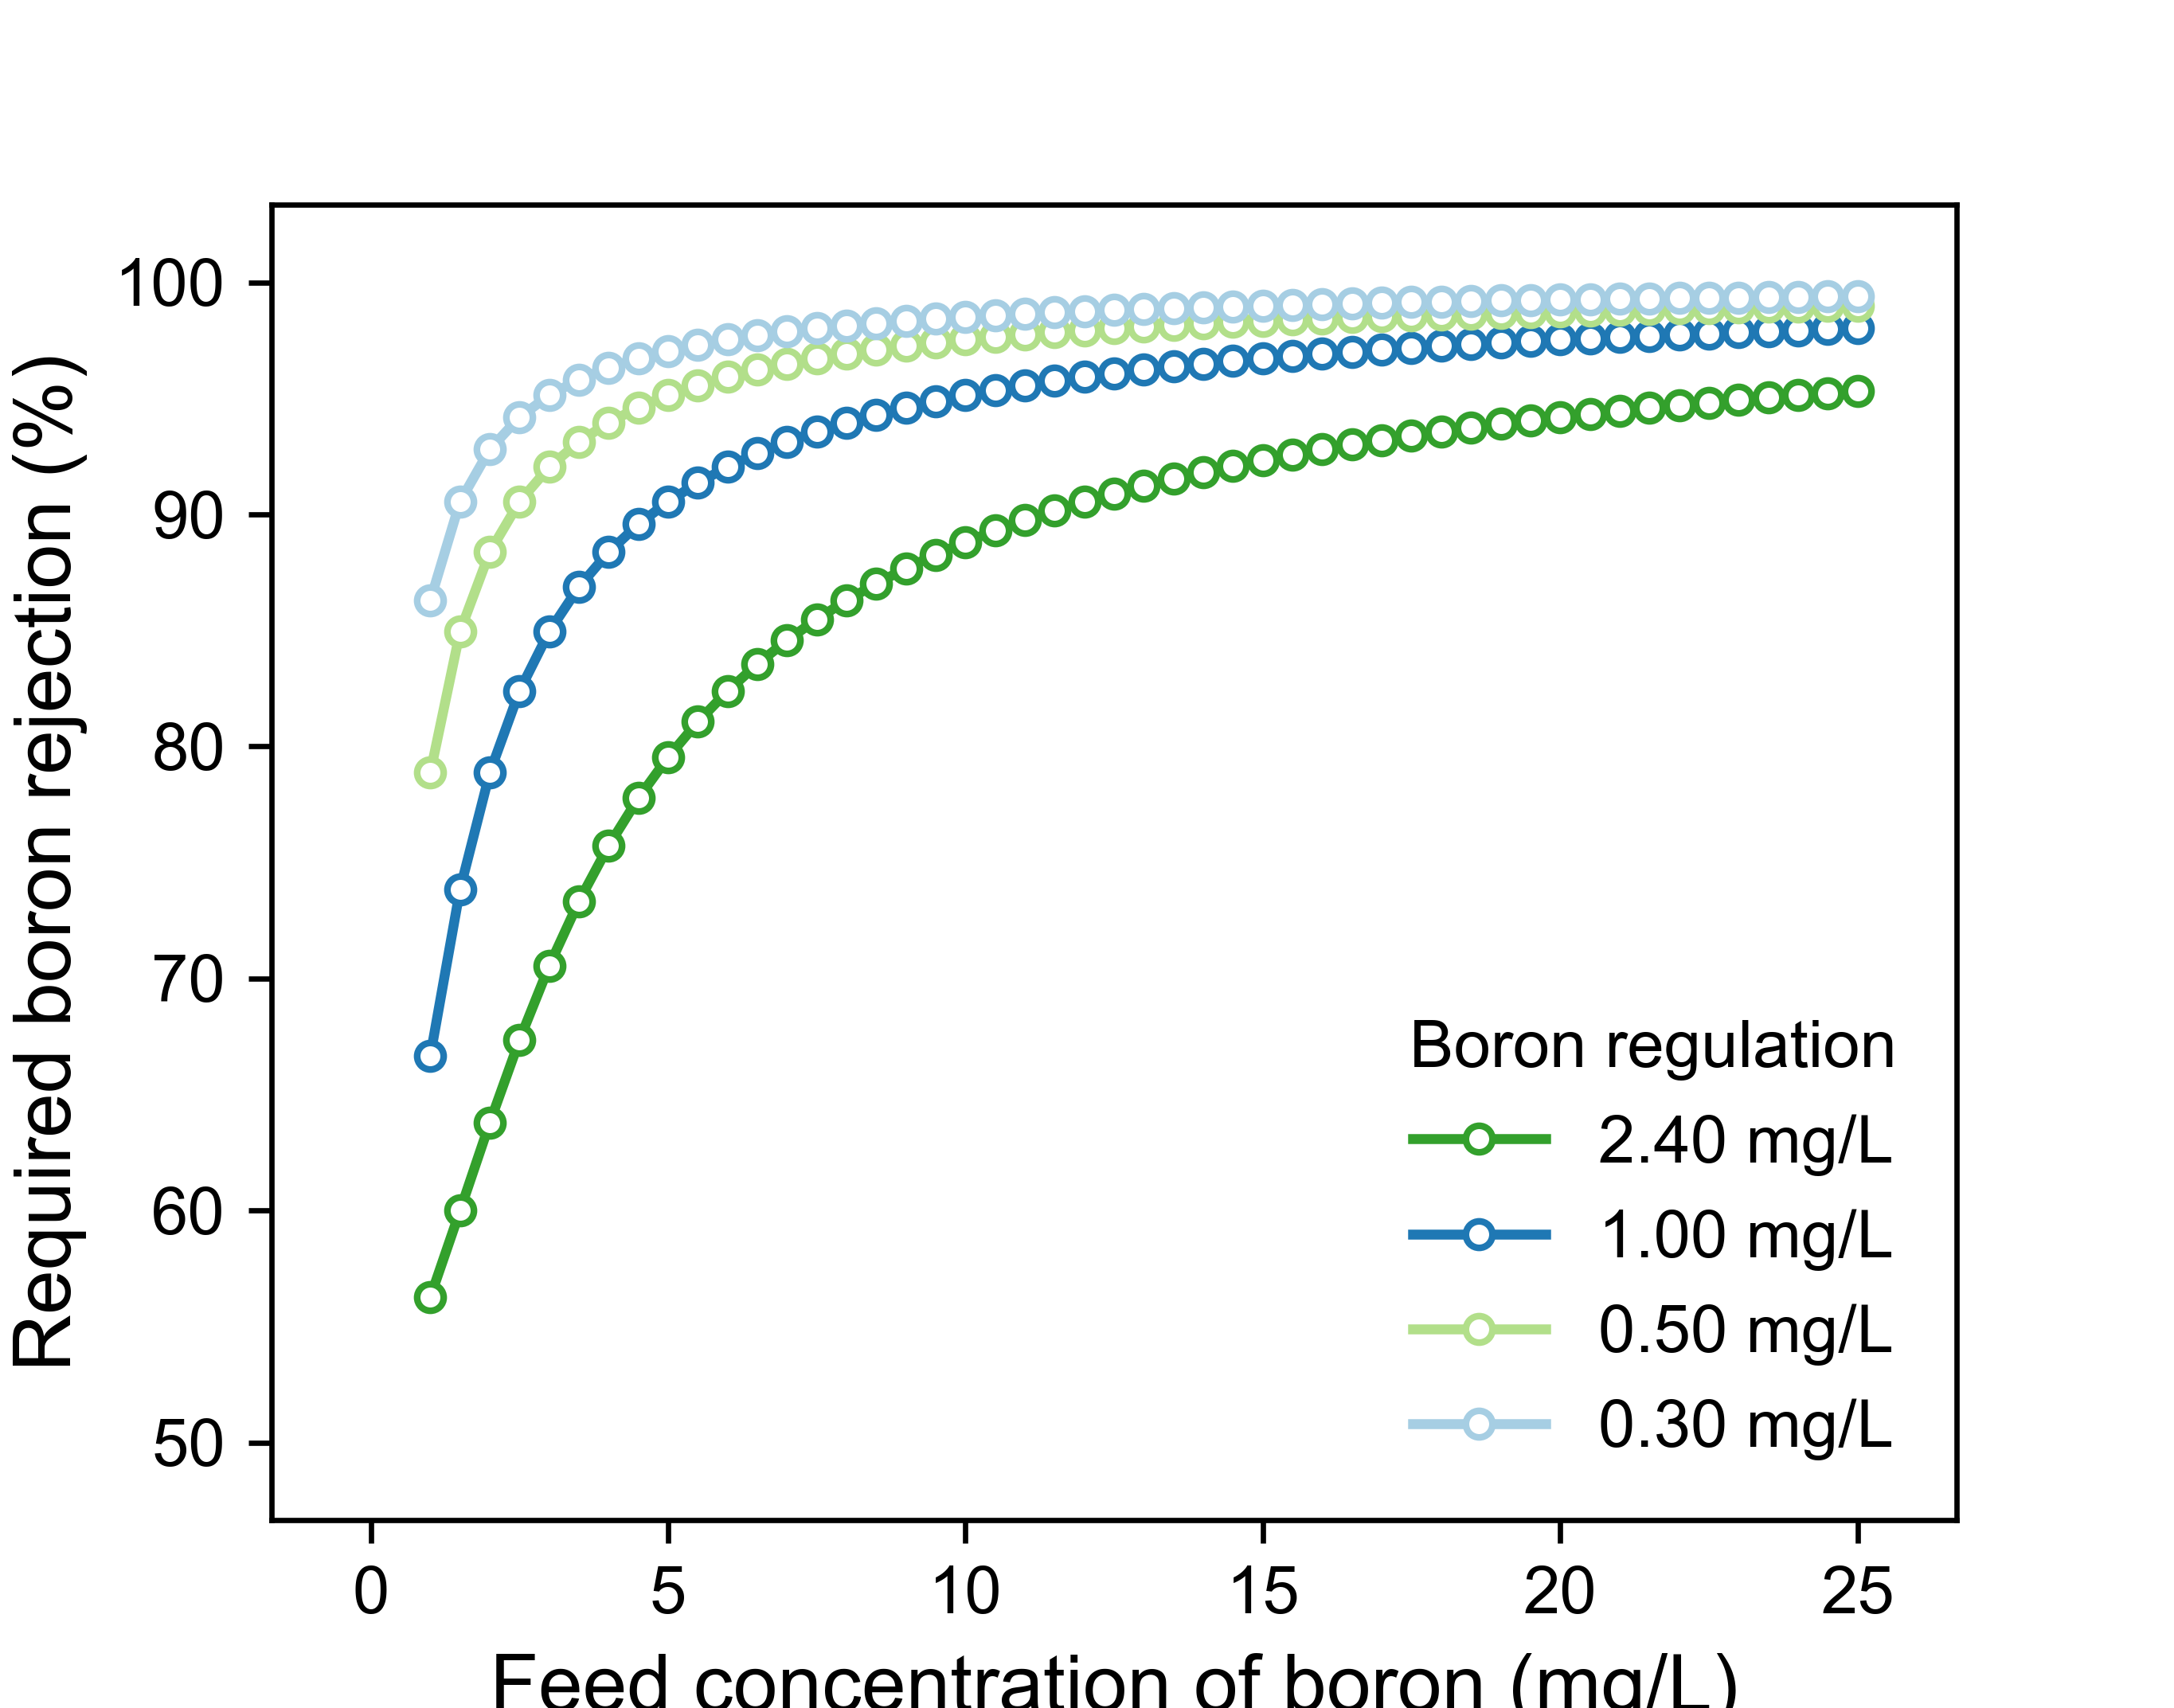 Required boron rejection (%)
100
90
80
70
60
50
Boron regulation
2.40 mg/L
1.00 mg/L
0.50 mg/L
0.30 mg/L
0 5 10 15 20 25
Feed concentration of boron (mg/L)